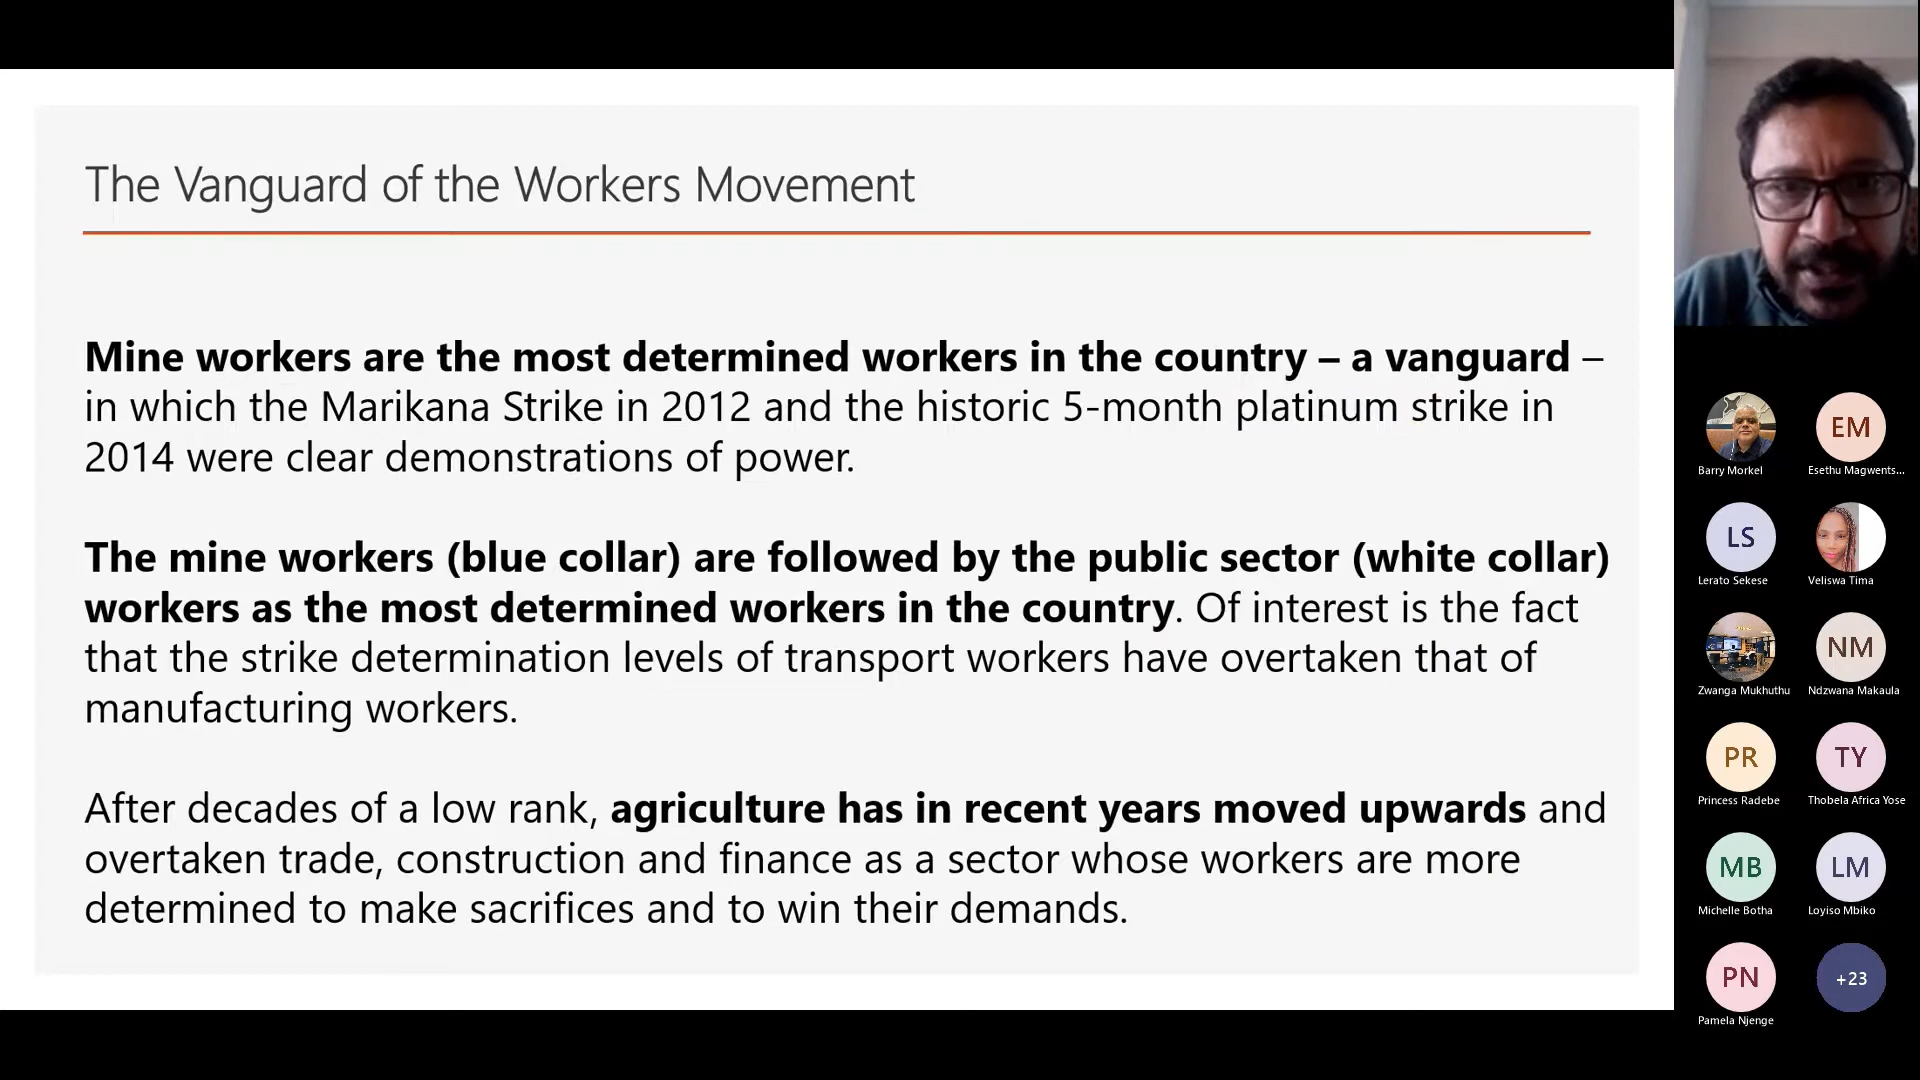 The Vanguard of the Workers Movement
Mine workers are the most determined workers in the country – a vanguard –
in which the Marikana Strike in 2012 and the historic 5-month platinum strike in
2014 were clear demonstrations of power.
The mine workers (blue collar) are followed by the public sector (white collar)
workers as the most determined workers in the country. Of interest is the fact
that the strike determination levels of transport workers have overtaken that of
manufacturing workers.
After decades of a low rank, agriculture has in recent years moved upwards and
overtaken trade, construction and finance as a sector whose workers are more
determined to make sacrifices and to win their demands.
Barry Morkel
EM
Esethu Magwents...
LS
Lerato Sekese
Veliswa Tima
Zwanga Mukhuthu
NM
Ndzwana Makaula
PR
Princess Radebe
TY
Thobela Africa Yose
MB
Michelle Botha
LM
Loyiso Mbiko
PN
Pamela Njenge
+23